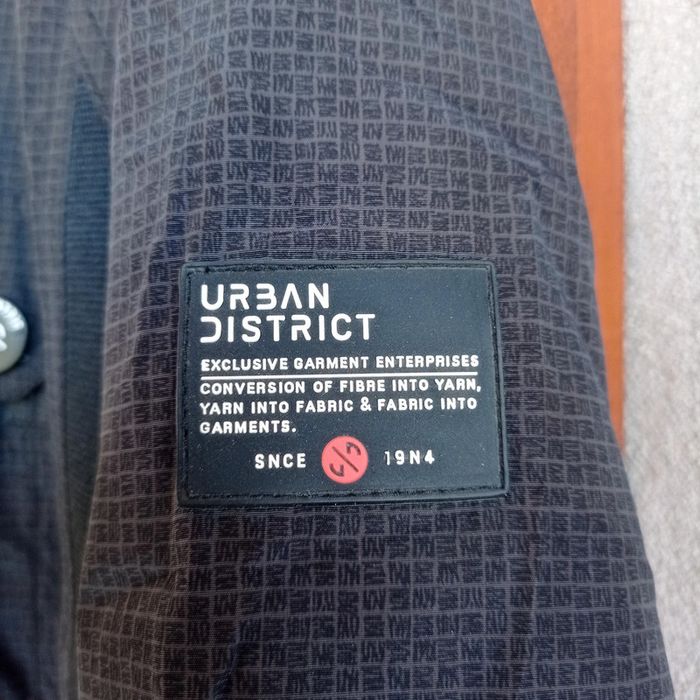 URBAN
DISTRICT
EXCLUSIVE GARMENT ENTERPRISES
CONVERSION OF FIBRE INTO YARN,
YARN INTO FABRIC & FABRIC INTO
GARMENTS.
SNCE 19N4